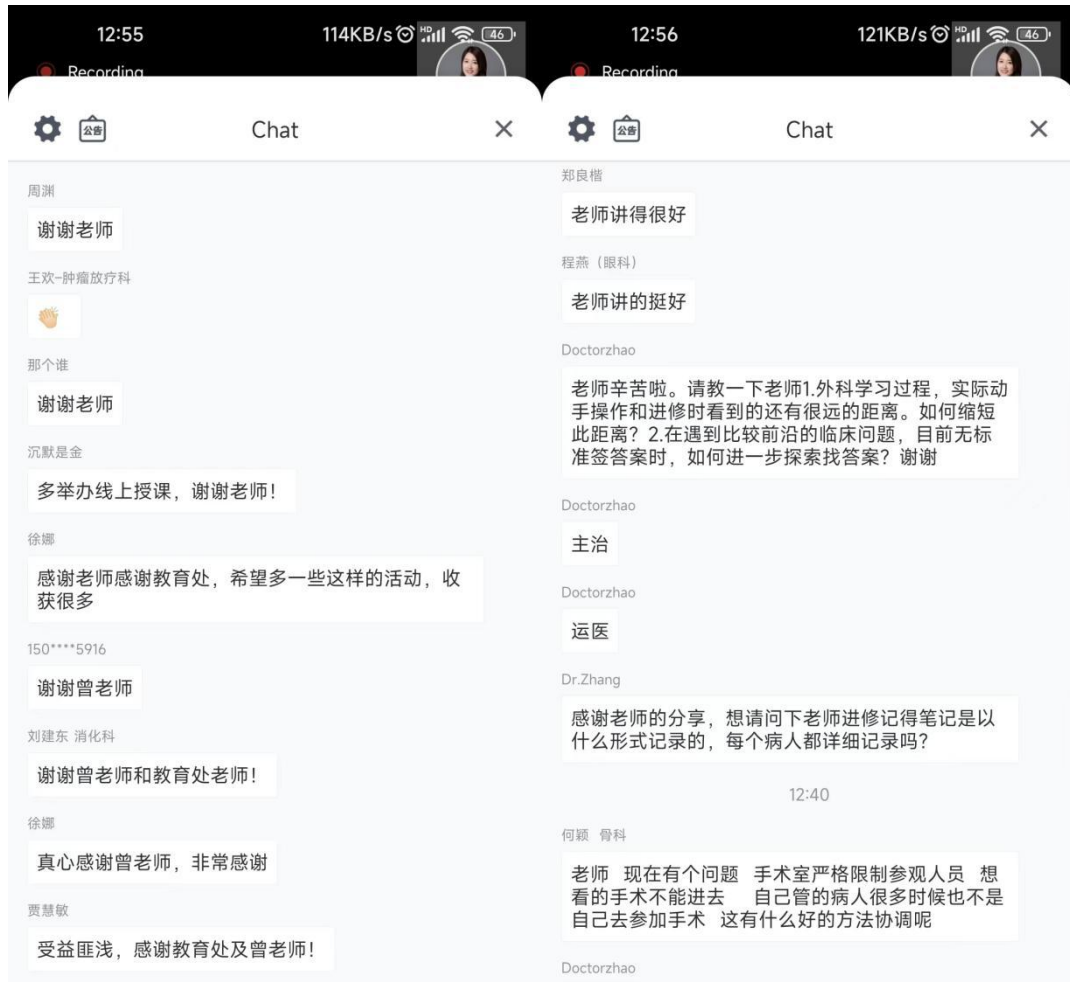 12:55
114KB/s
HD
46
Recording
公告
Chat
周渊
谢谢老师
王欢-肿瘤放疗科
那个谁
谢谢老师
沉默是金
多举办线上授课，谢谢老师！
徐娜
感谢老师感谢教育处，希望多一些这样的活动，收
获很多
150****5916
谢谢曾老师
刘建东 消化科
谢谢曾老师和教育处老师！
徐娜
真心感谢曾老师，非常感谢
贾慧敏
受益匪浅，感谢教育处及曾老师！
12:56
121KB/s
HD
46
Recording
公告
Chat
郑良楷
老师讲得很好
程燕（眼科）
老师讲的挺好
Doctorzhao
老师辛苦啦。请教一下老师1.外科学习过程，实际动
手操作和进修时看到的还有很远的距离。如何缩短
此距离？2.在遇到比较前沿的临床问题，目前无标
准签答案时，如何进一步探索找答案？谢谢
Doctorzhao
主治
Doctorzhao
运医
Dr.Zhang
感谢老师的分享，想请问下老师进修记得笔记是以
什么形式记录的，每个病人都详细记录吗？
12:40
何颖 骨科
老师 现在有个问题 手术室严格限制参观人员 想
看的手术不能进去 自己管的病人很多时候也不是
自己去参加手术 这有什么好的方法协调呢
Doctorzhao